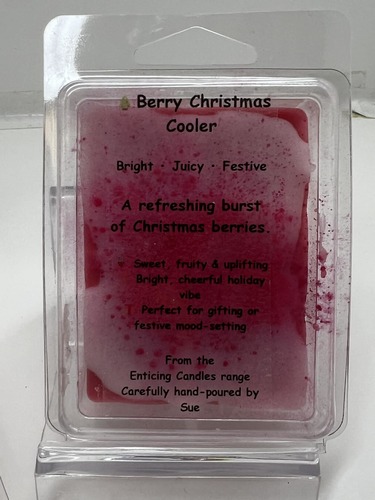 Berry Christmas
Cooler
Bright · Juicy · Festive
A refreshing burst
of Christmas berries.
Sweet, fruity & uplifting
Bright, cheerful holiday
vibe
Perfect for gifting or
festive mood-setting
From the
Enticing Candles range
Carefully hand-poured by
Sue